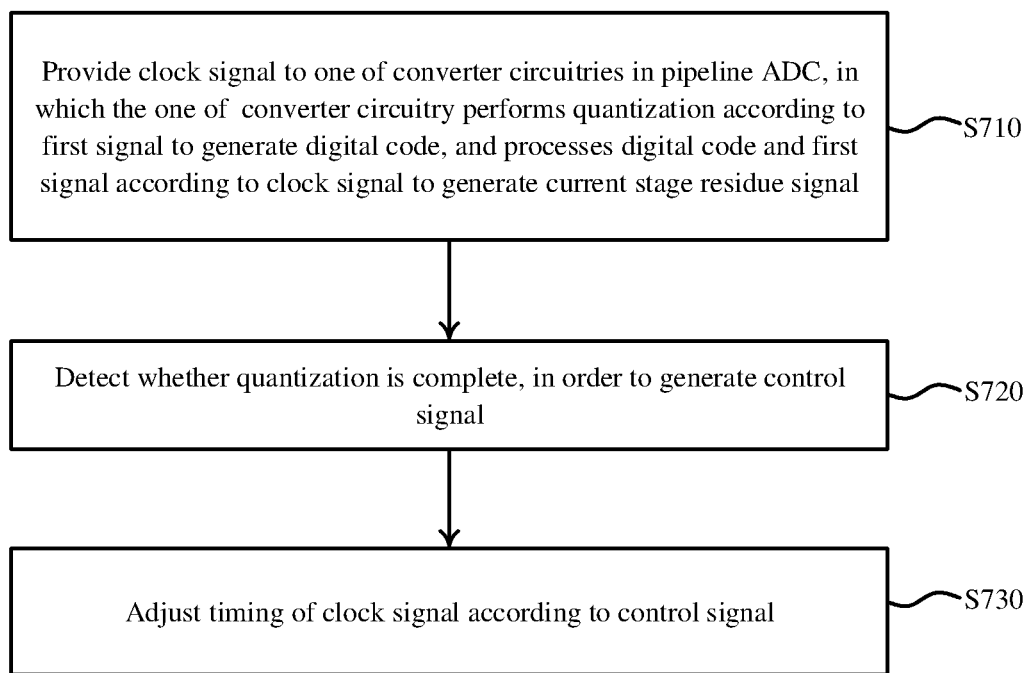 Provide clock signal to one of converter circuitries in pipeline ADC, in
which the one of converter circuitry performs quantization according to
first signal to generate digital code, and processes digital code and first
signal according to clock signal to generate current stage residue signal
S710
Detect whether quantization is complete, in order to generate control
signal
S720
Adjust timing of clock signal according to control signal
S730